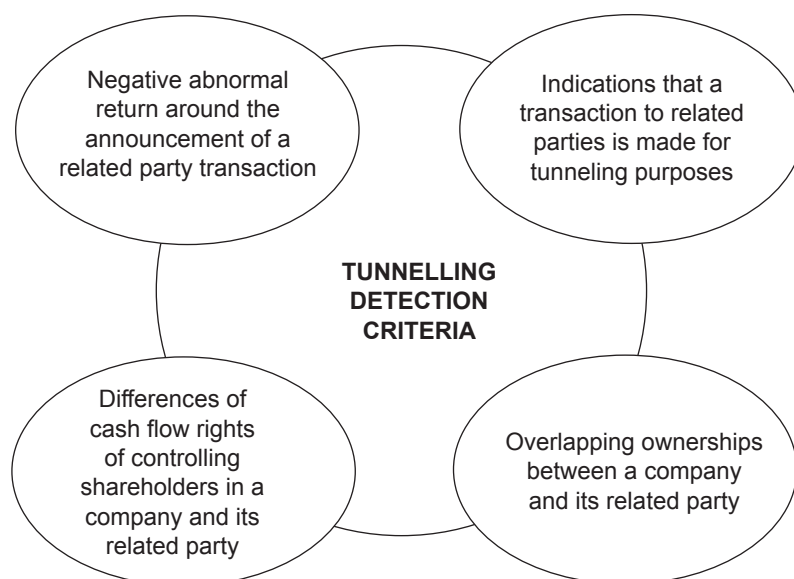 Negative abnormal
return around the
announcement of a
related party transaction
Indications that a
transaction to related
parties is made for
tunneling purposes
TUNNELLING
DETECTION
CRITERIA
Differences of
cash flow rights
of controlling
shareholders in a
company and its
related party
Overlapping ownerships
between a company
and its related party